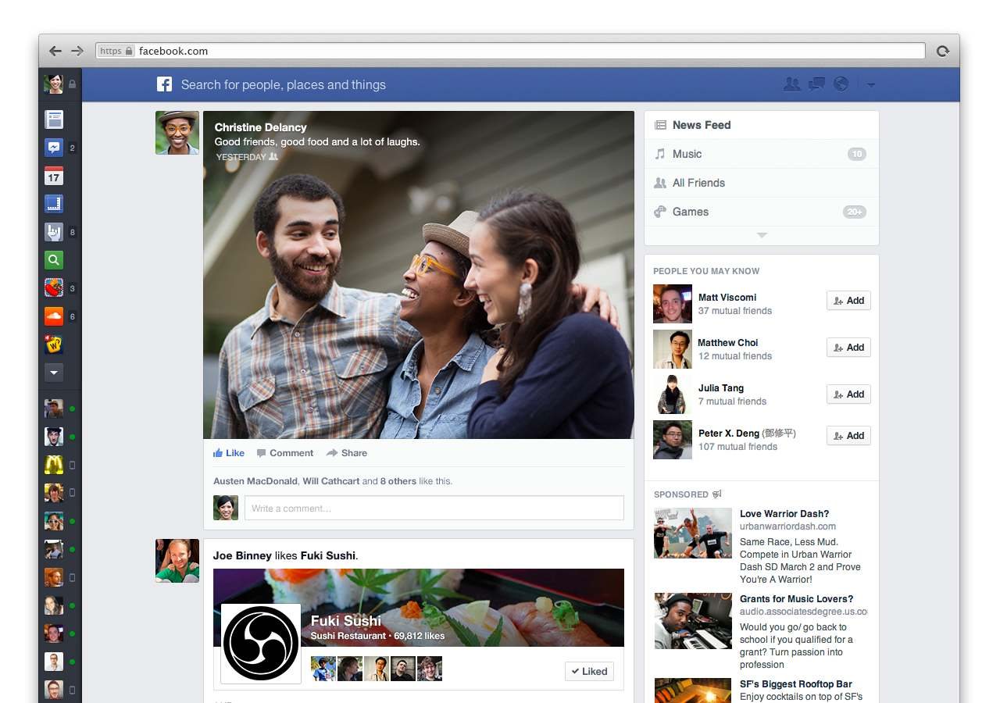 https facebook.com
Search for people, places and things
2
17
8
3
6
Christine Delancy
Good friends, good food and a lot of laughs.
YESTERDAY
Like Comment Share
Austen MacDonald, Will Cathcart and 8 others like this.
Write a comment...
Joe Binney likes Fuki Sushi.
Fuki Sushi
Sushi Restaurant • 69,812 likes
Liked
News Feed
Music 10
All Friends
Games 20+
PEOPLE YOU MAY KNOW
Matt Viscomi
37 mutual friends
Add
Matthew Choi
12 mutual friends
Add
Julia Tang
7 mutual friends
Add
Peter X. Deng (鄧修平)
107 mutual friends
Add
SPONSORED
Love Warrior Dash?
urbanwarriordash.com
Same Race, Less Mud.
Compete in Urban Warrior
Dash SD March 2 and Prove
You're A Warrior!
Grants for Music Lovers?
audio.associatesdegree.us.co
Would you go/ go back to
school if you qualified for a
grant? Turn passion into
profession
SF's Biggest Rooftop Bar
Enjoy cocktails on top of SF's